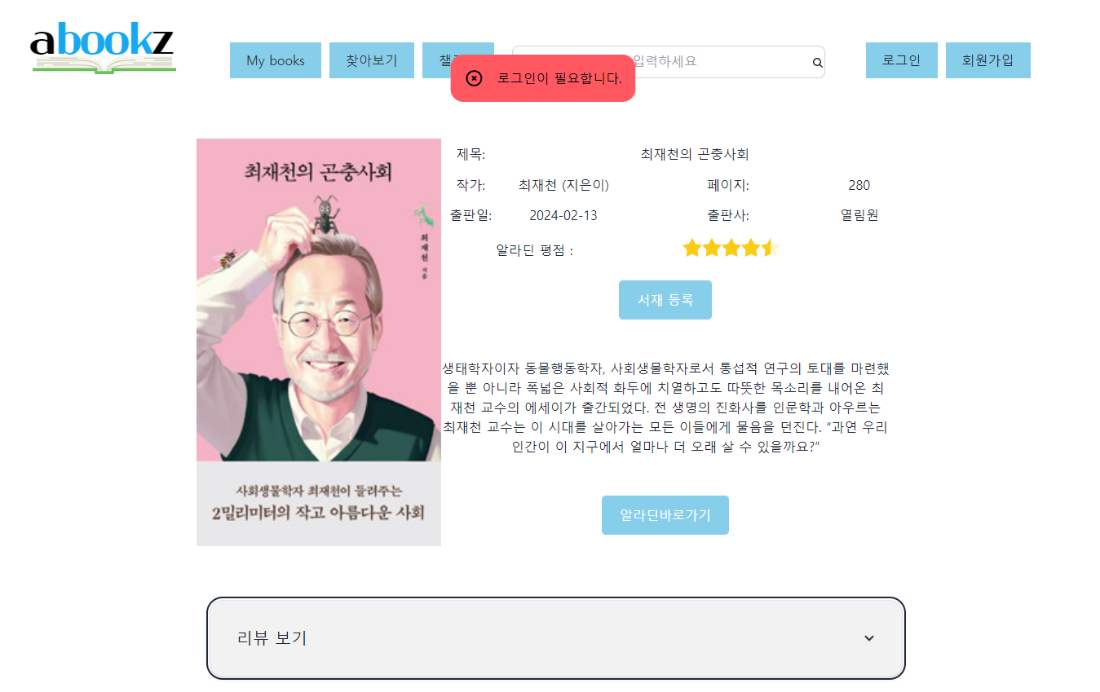 abookz
My books 찾아보기 챌 입력하세요 로그인 회원가입
로그인이 필요합니다.
최재천의 곤충사회
최재천 지음
사회생물학자 최재천이 들려주는
2밀리미터의 작고 아름다운 사회
제목: 최재천의 곤충사회
작가: 최재천 (지은이) 페이지: 280
출판일: 2024-02-13 출판사: 열림원
알라딘 평점 :
서재 등록
생태학자이자 동물행동학자, 사회생물학자로서 통섭적 연구의 토대를 마련했
을 뿐 아니라 폭넓은 사회적 화두에 치열하고도 따뜻한 목소리를 내어온 최
재천 교수의 에세이가 출간되었다. 전 생명의 진화사를 인문학과 아우르는
최재천 교수는 이 시대를 살아가는 모든 이들에게 물음을 던진다. “과연 우리
인간이 이 지구에서 얼마나 더 오래 살 수 있을까요?”
알라딘바로가기
리뷰 보기